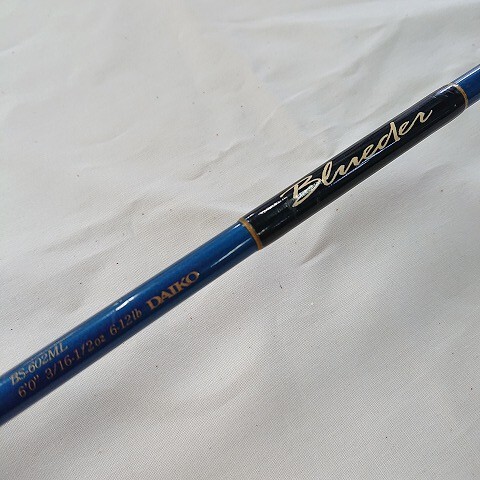 Blueder
BS-602ML
6'0" 3/16-1/2oz 6-12lb DAIKO